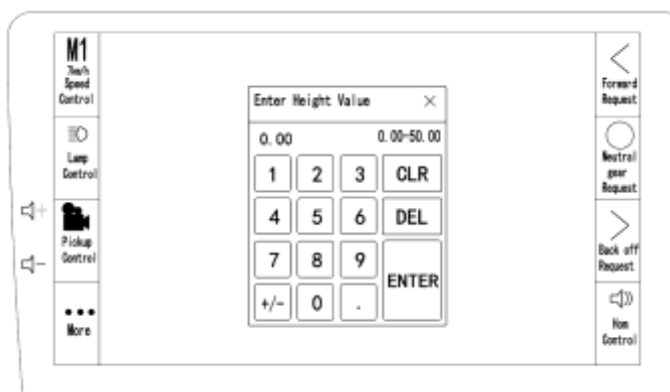 M1
7km/h
Speed
Control
Lamp
Control
Pickup
Control
More
Enter Height Value ×
0.00 0.00-50.00
1 2 3 CLR
4 5 6 DEL
7 8 9
ENTER
+/- 0 .
Forward
Request
Neutral
gear
Request
Back off
Request
Hom
Control